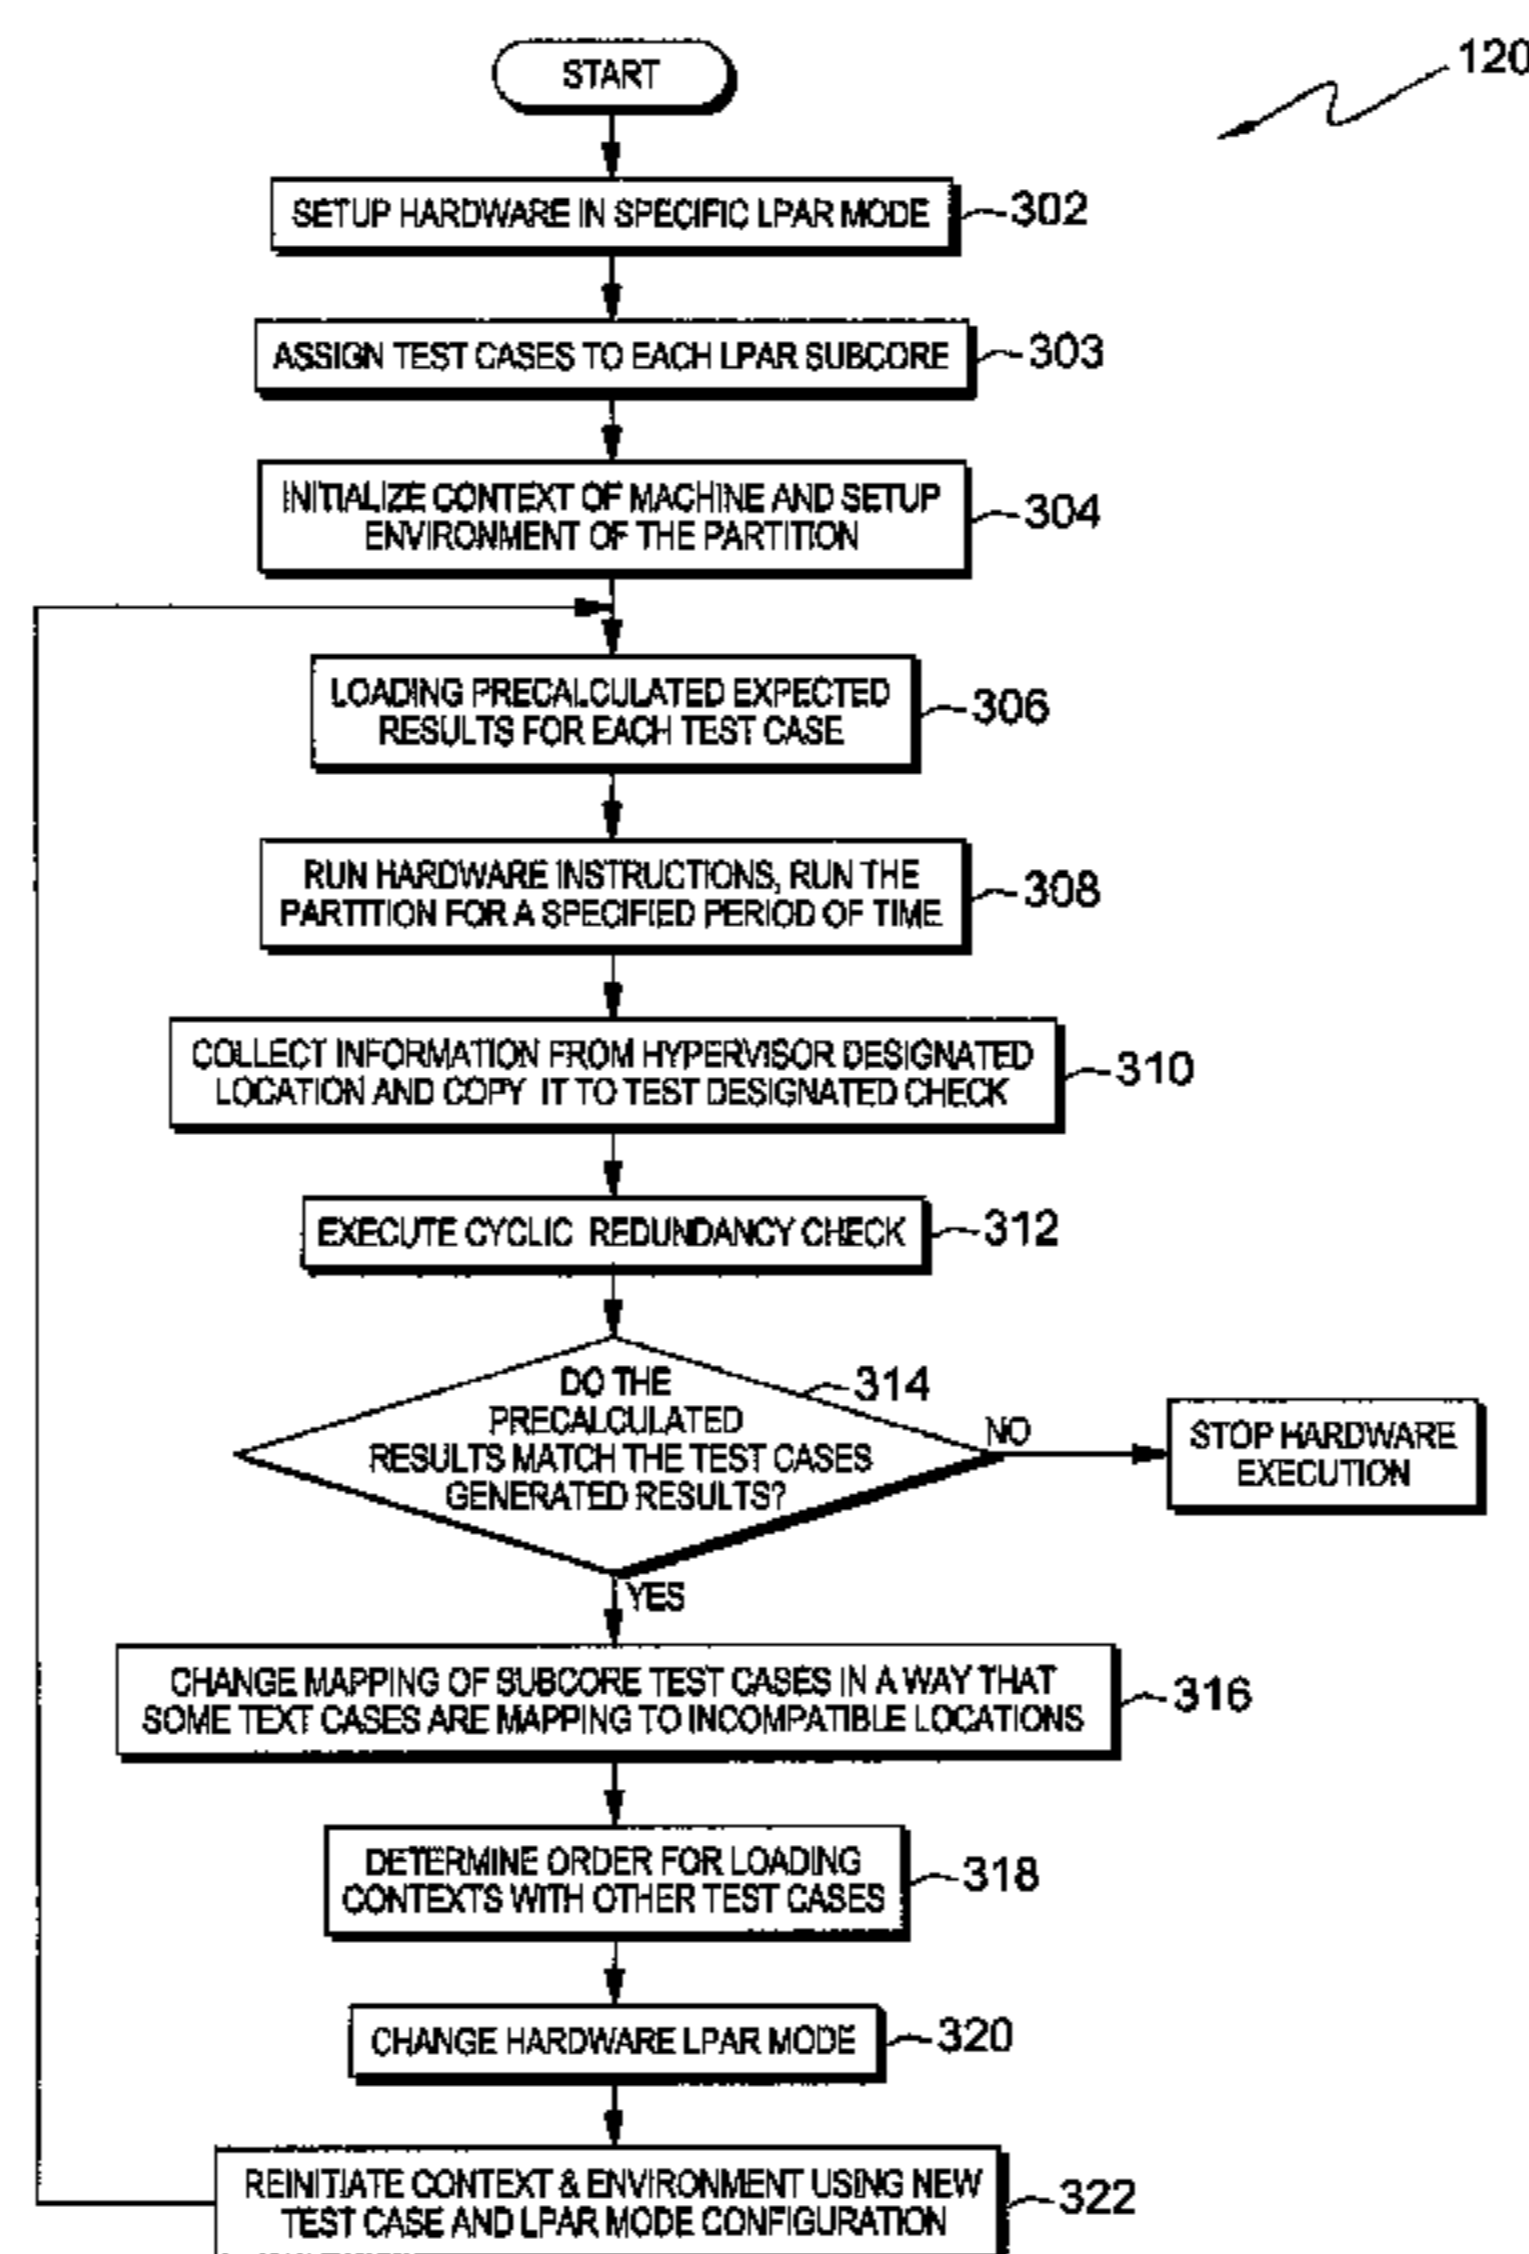 120
START
SETUP HARDWARE IN SPECIFIC LPAR MODE
302
ASSIGN TEST CASES TO EACH LPAR SUBCORE
303
INITIALIZE CONTEXT OF MACHINE AND SETUP
ENVIRONMENT OF THE PARTITION
304
LOADING PRECALCULATED EXPECTED
RESULTS FOR EACH TEST CASE
306
RUN HARDWARE INSTRUCTIONS, RUN THE
PARTITION FOR A SPECIFIED PERIOD OF TIME
308
COLLECT INFORMATION FROM HYPERVISOR DESIGNATED
LOCATION AND COPY IT TO TEST DESIGNATED CHECK
310
EXECUTE CYCLIC REDUNDANCY CHECK
312
DO THE
PRECALCULATED
RESULTS MATCH THE TEST CASES
GENERATED RESULTS?
314
NO
STOP HARDWARE
EXECUTION
YES
CHANGE MAPPING OF SUBCORE TEST CASES IN A WAY THAT
SOME TEXT CASES ARE MAPPING TO INCOMPATIBLE LOCATIONS
316
DETERMINE ORDER FOR LOADING
CONTEXTS WITH OTHER TEST CASES
318
CHANGE HARDWARE LPAR MODE
320
REINITIATE CONTEXT & ENVIRONMENT USING NEW
TEST CASE AND LPAR MODE CONFIGURATION
322